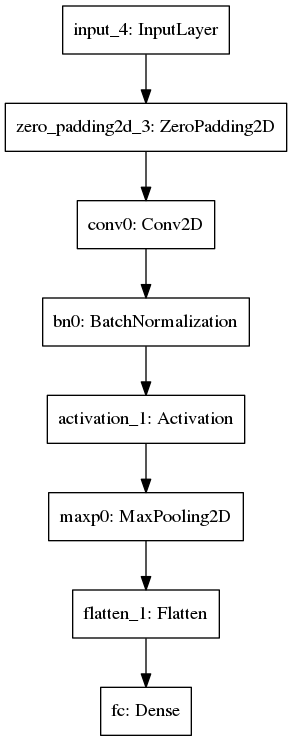 input_4: InputLayer
zero_padding2d_3: ZeroPadding2D
conv0: Conv2D
bn0: BatchNormalization
activation_1: Activation
maxp0: MaxPooling2D
flatten_1: Flatten
fc: Dense